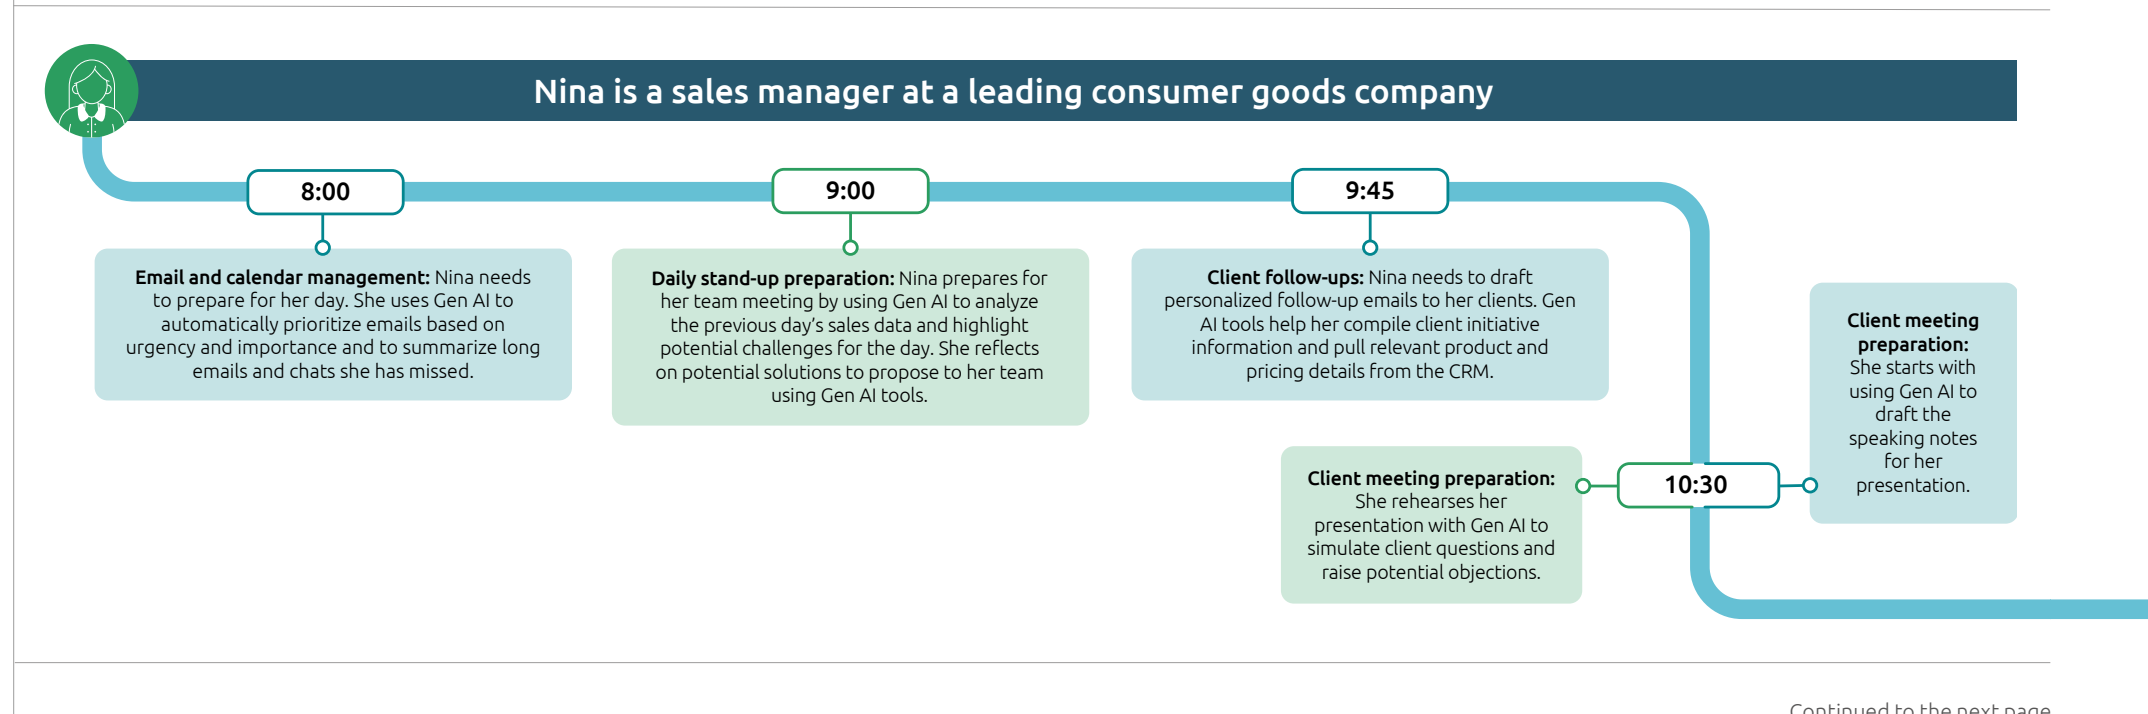 Nina is a sales manager at a leading consumer goods company
8:00
Email and calendar management: Nina needs
to prepare for her day. She uses Gen AI to
automatically prioritize emails based on
urgency and importance and to summarize long
emails and chats she has missed.
9:00
Daily stand-up preparation: Nina prepares for
her team meeting by using Gen AI to analyze
the previous day’s sales data and highlight
potential challenges for the day. She reflects
on potential solutions to propose to her team
using Gen AI tools.
9:45
Client follow-ups: Nina needs to draft
personalized follow-up emails to her clients. Gen
AI tools help her compile client initiative
information and pull relevant product and
pricing details from the CRM.
10:30
Client meeting
preparation:
She starts with
using Gen AI to
draft the
speaking notes
for her
presentation.
Client meeting preparation:
She rehearses her
presentation with Gen AI to
simulate client questions and
raise potential objections.
Continued to the next page